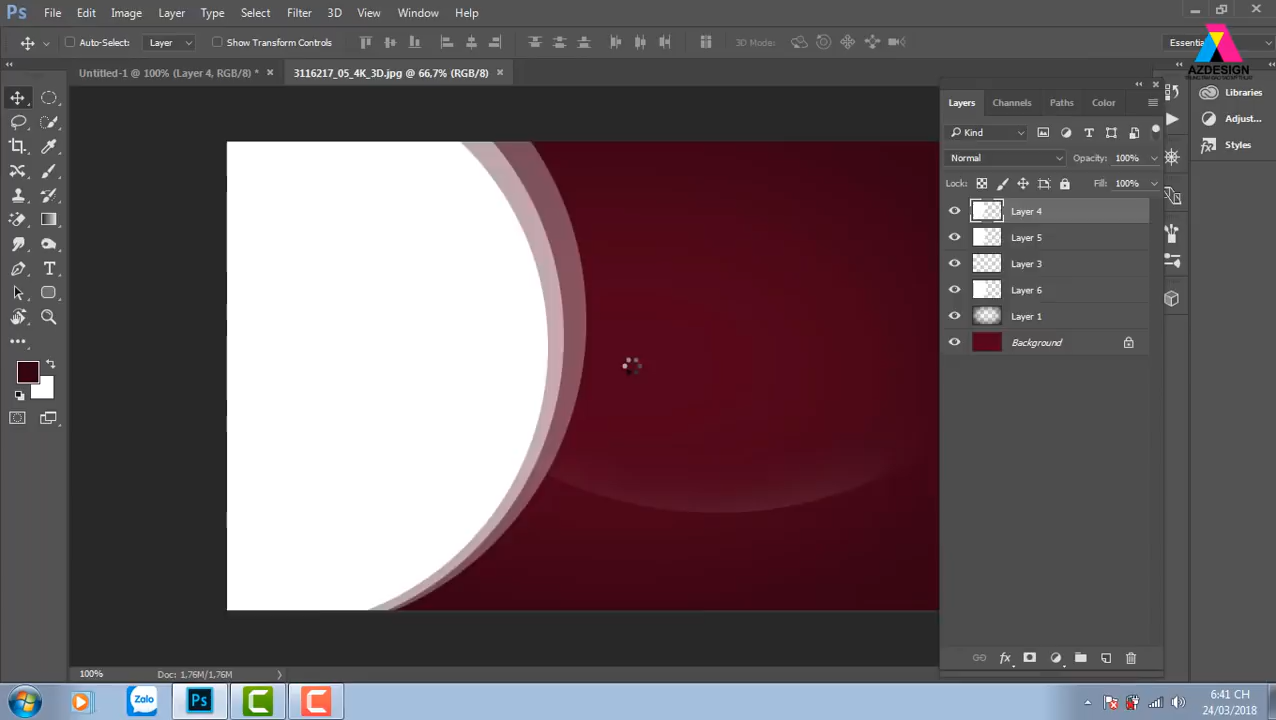 Ps File Edit Image Layer Type Select Filter 3D View Window Help
Auto-Select: Layer Show Transform Controls 3D Mode: Essentia
AZDESIGN
Untitled-1 @ 100% (Layer 4, RGB/8) * × 3116217_05_4K_3D.jpg @ 66,7% (RGB/8) ×
Layers Channels Paths Color
Libraries
Adjust...
Styles
Kind
Normal Opacity: 100%
Lock: Fill: 100%
Layer 4
Layer 5
Layer 3
Layer 6
Layer 1
Background
fx
100% Doc: 1,76M/1,76M
Zalo Ps
6:41 CH
24/03/2018